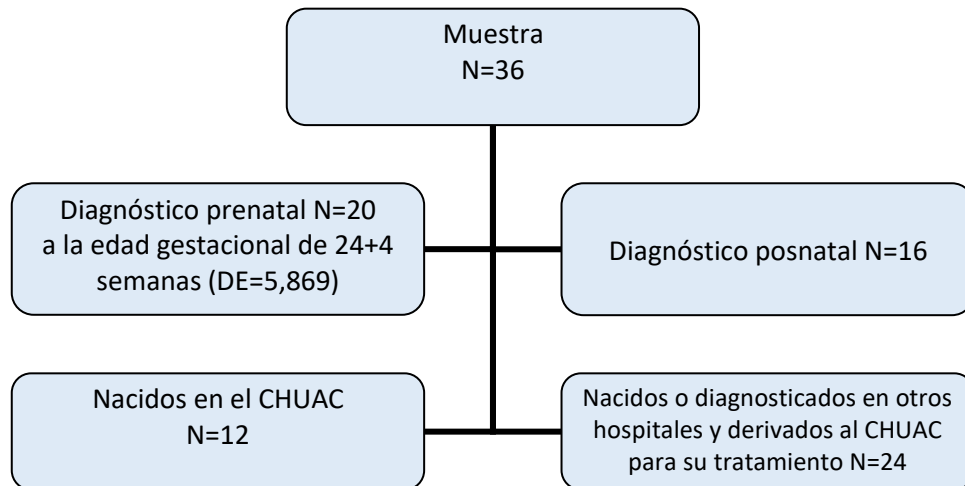 Muestra
N=36
Diagnóstico prenatal N=20
a la edad gestacional de 24+4
semanas (DE=5,869)
Diagnóstico posnatal N=16
Nacidos en el CHUAC
N=12
Nacidos o diagnosticados en otros
hospitales y derivados al CHUAC
para su tratamiento N=24